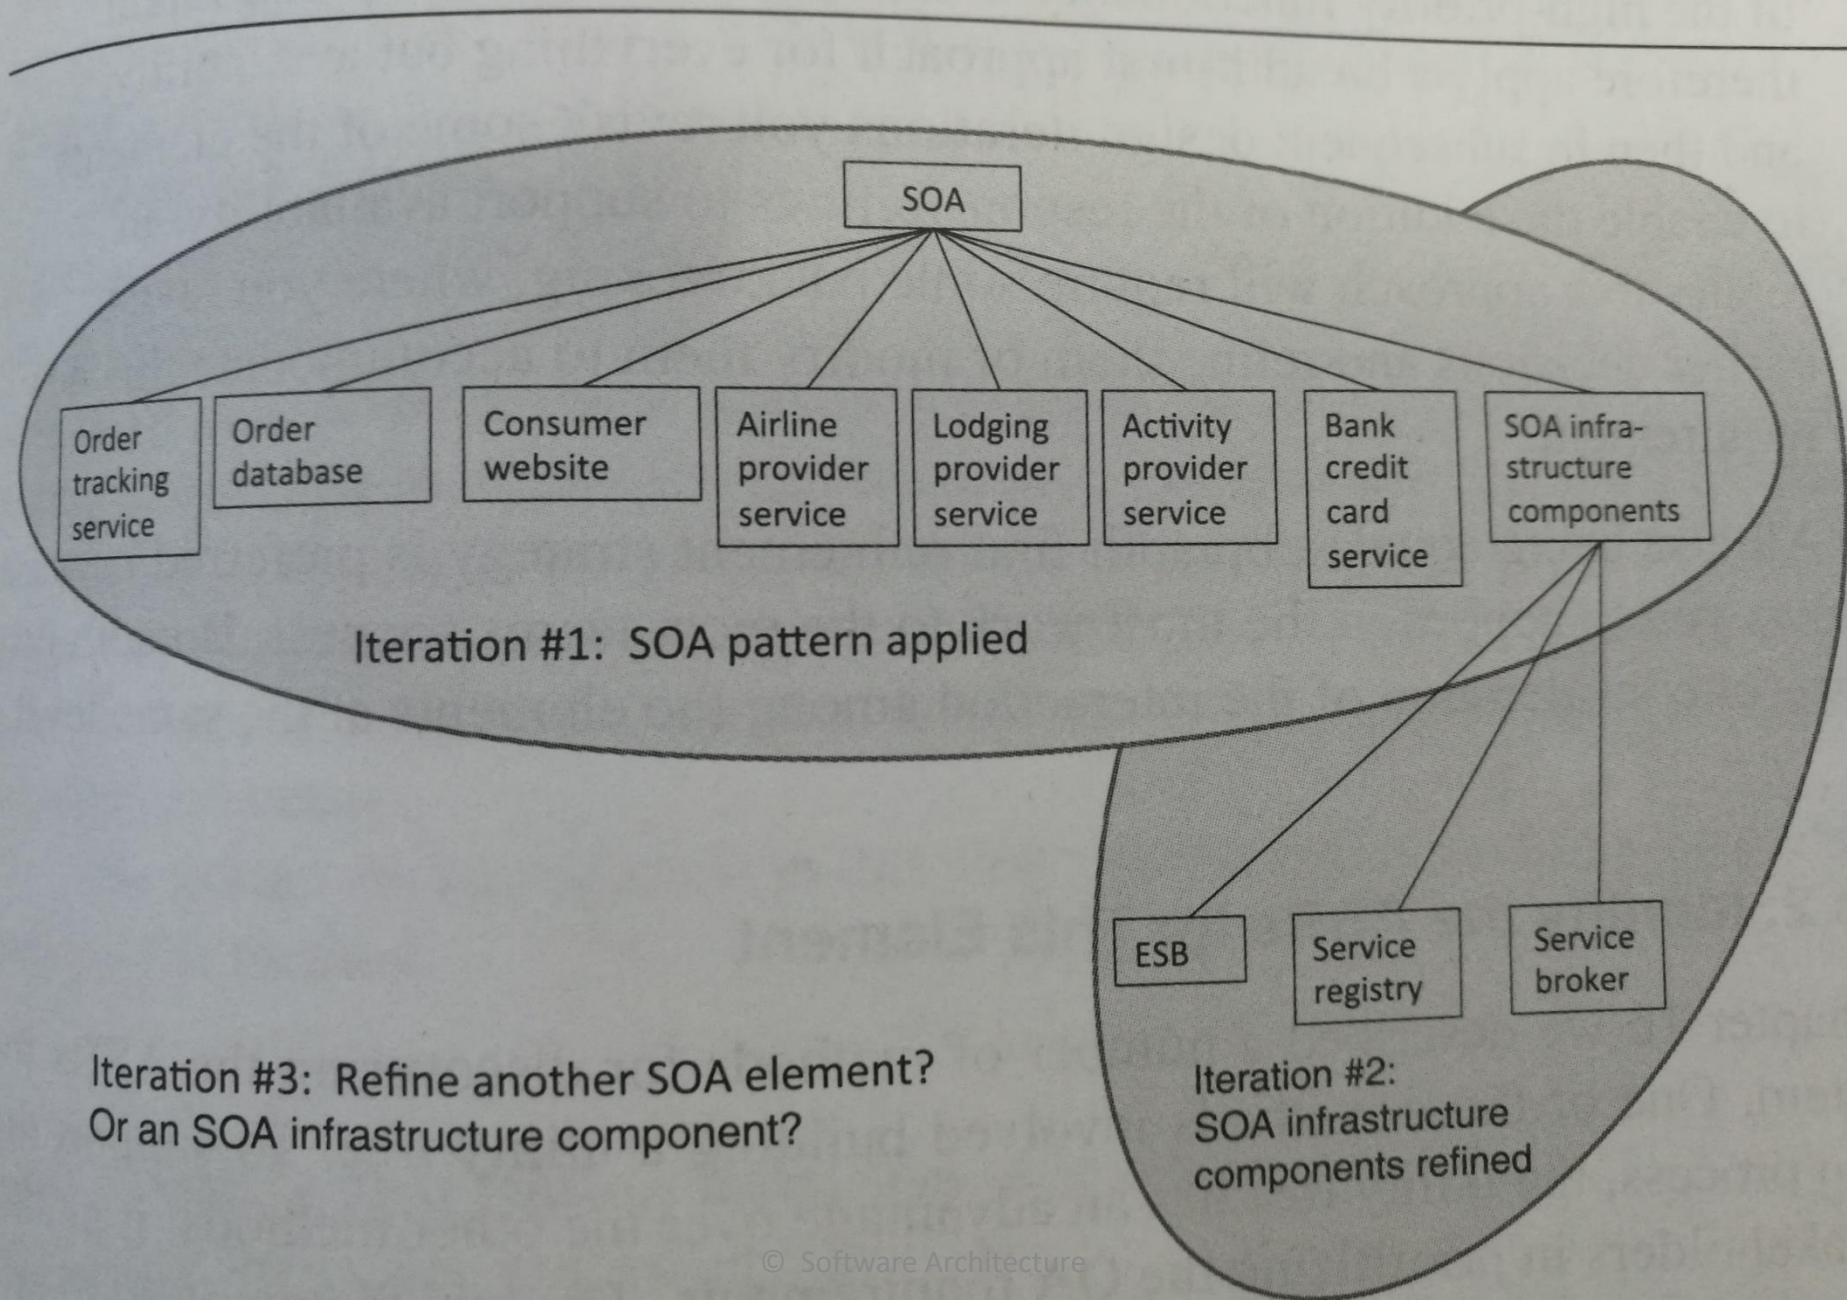 SOA
Order
tracking
service
Order
database
Consumer
website
Airline
provider
service
Lodging
provider
service
Activity
provider
service
Bank
credit
card
service
SOA infra-
structure
components
Iteration #1: SOA pattern applied
ESB
Service
registry
Service
broker
Iteration #3: Refine another SOA element?
Or an SOA infrastructure component?
Iteration #2:
SOA infrastructure
components refined
© Software Architecture